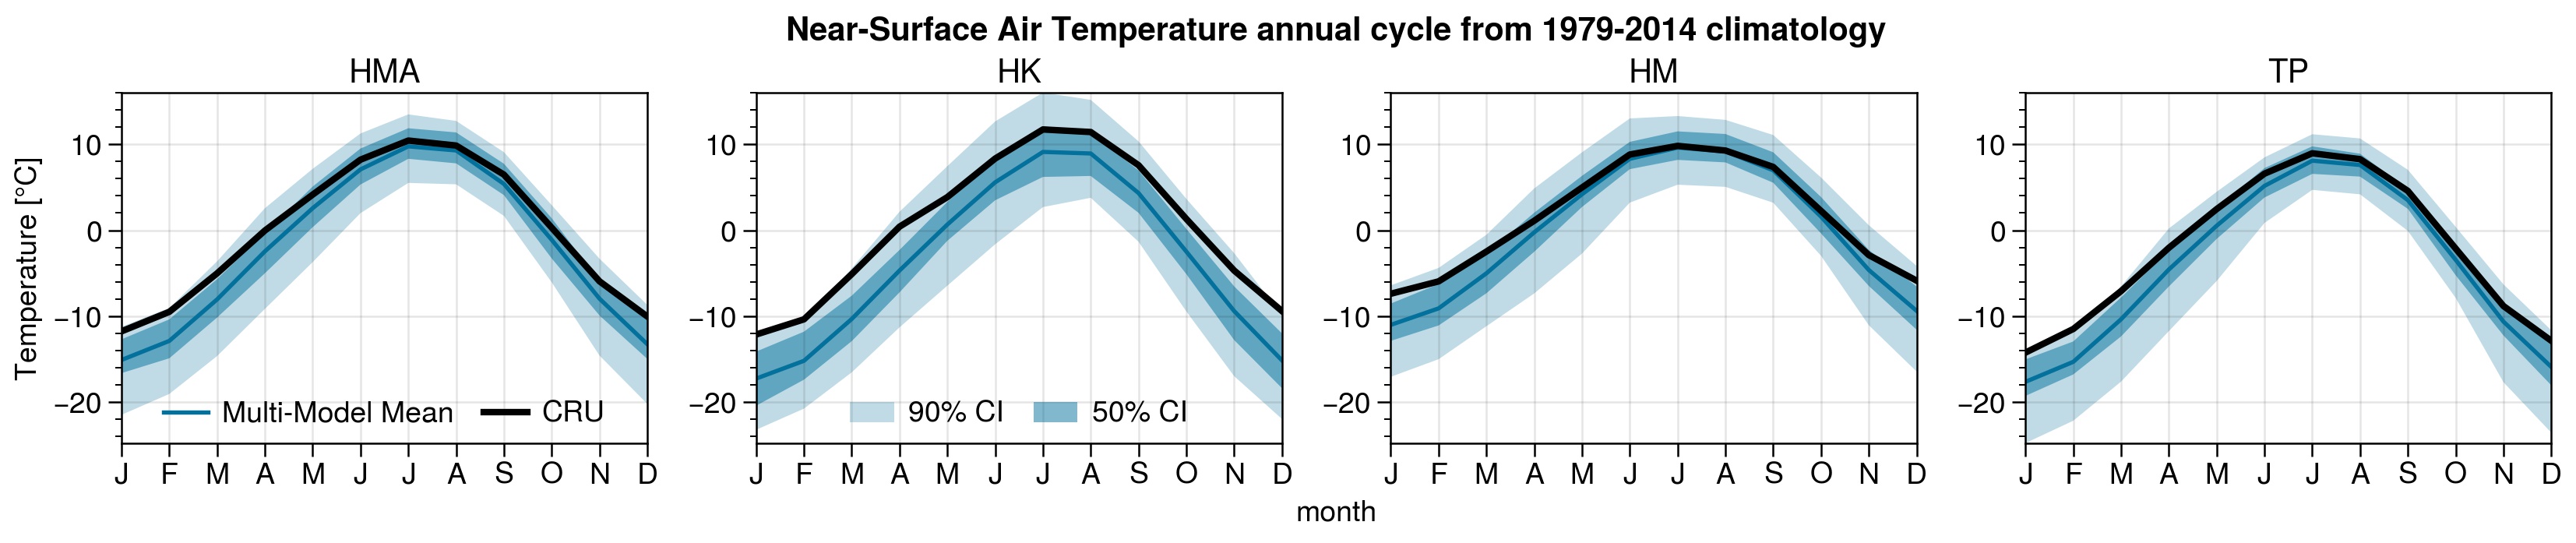 Near-Surface Air Temperature annual cycle from 1979-2014 climatology
HMA
HK
HM
TP
Temperature [°C]
10
0
−10
−20
Multi-Model Mean
CRU
J F M A M J J A S O N D
10
0
−10
−20
90% CI
50% CI
J F M A M J J A S O N D
10
0
−10
−20
J F M A M J J A S O N D
10
0
−10
−20
J F M A M J J A S O N D
month